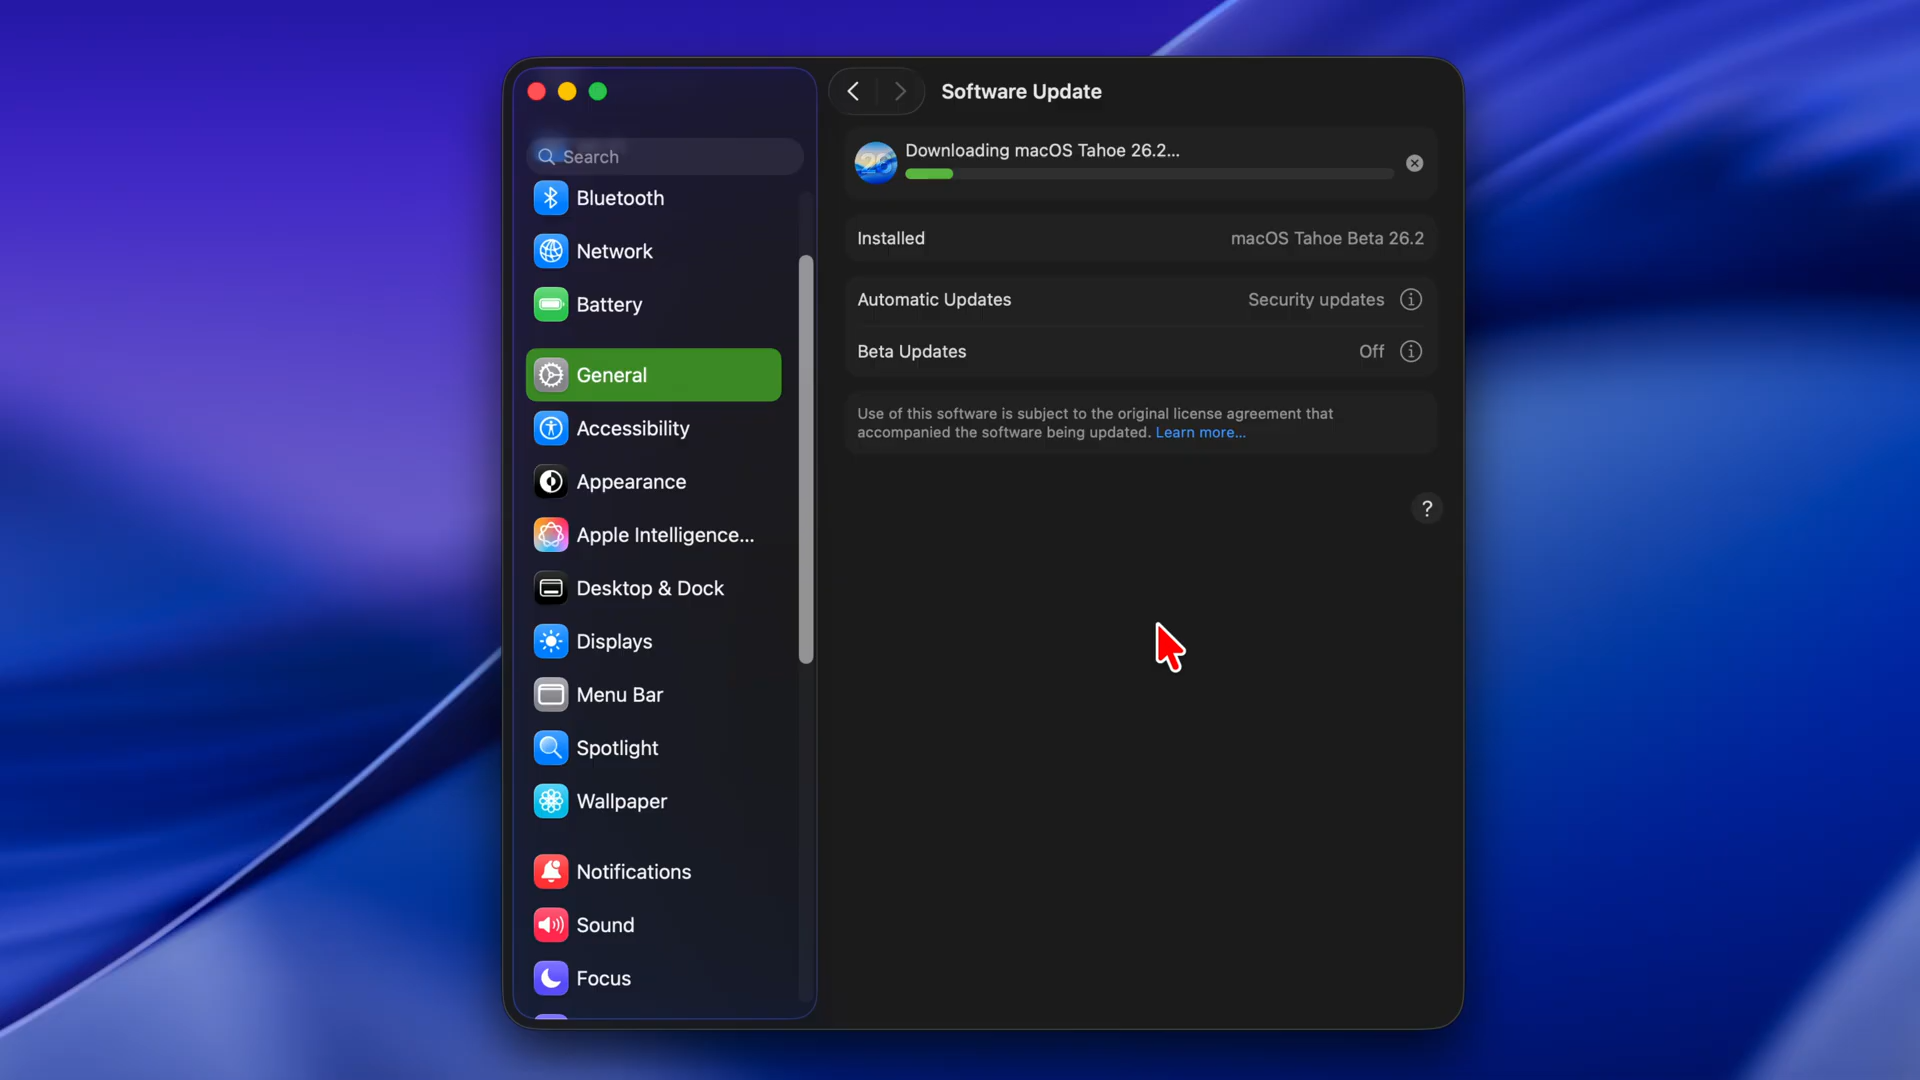 Search
Bluetooth
Network
Battery
General
Accessibility
Appearance
Apple Intelligence...
Desktop & Dock
Displays
Menu Bar
Spotlight
Wallpaper
Notifications
Sound
Focus
Software Update
26
Downloading macOS Tahoe 26.2...
Installed macOS Tahoe Beta 26.2
Automatic Updates Security updates
Beta Updates Off
Use of this software is subject to the original license agreement that
accompanied the software being updated. Learn more...
?